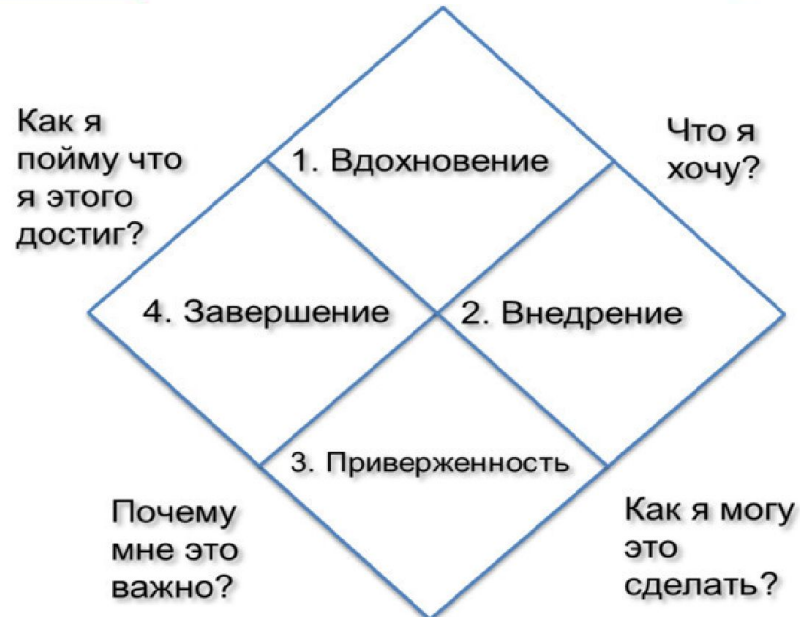 Как я
пойму что
я этого
достиг?
1. Вдохновение
Что я
хочу?
4. Завершение
2. Внедрение
3. Приверженность
Почему
мне это
важно?
Как я могу
это
сделать?